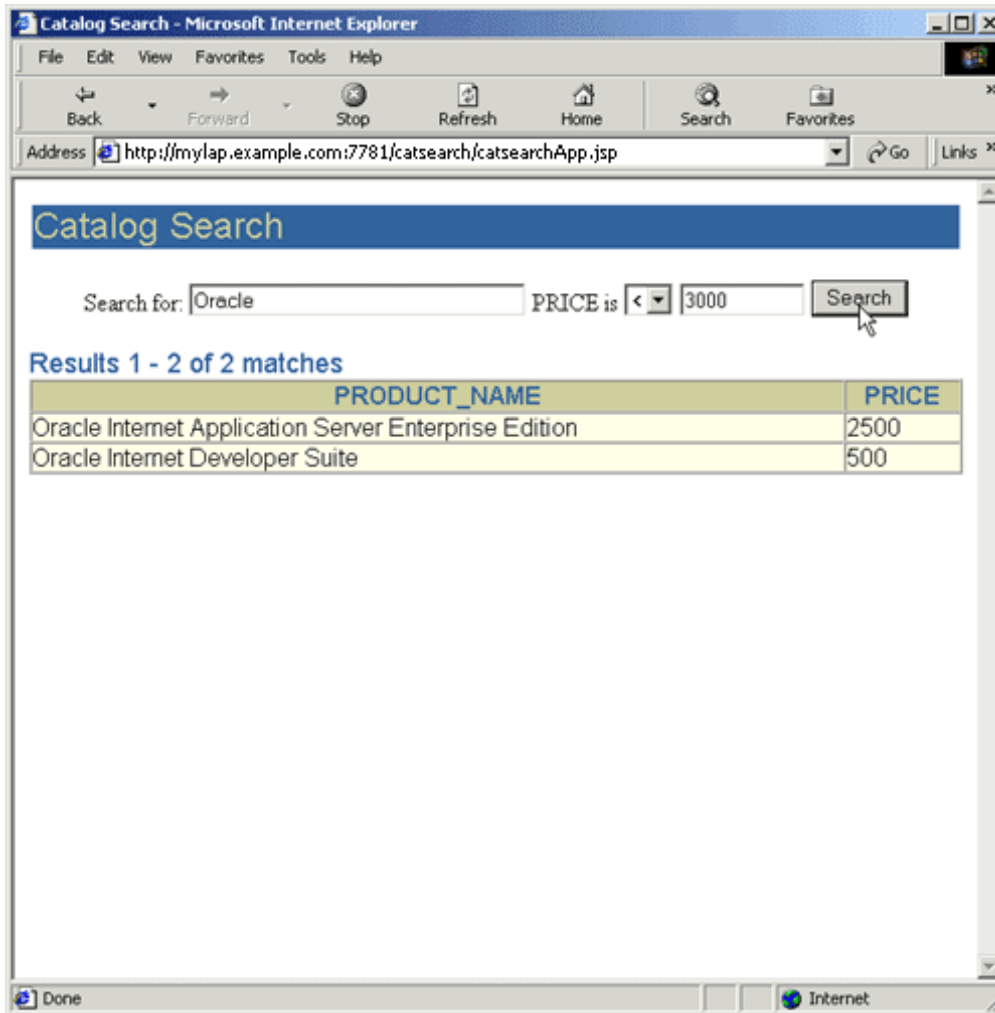 Catalog Search - Microsoft Internet Explorer
File Edit View Favorites Tools Help
Back Forward Stop Refresh Home Search Favorites
Address http://mylap.example.com:7781/catsearch/catsearchApp.jsp Go Links »
Catalog Search
Search for: Oracle PRICE is < 3000 Search
Results 1 - 2 of 2 matches
PRODUCT_NAME PRICE
Oracle Internet Application Server Enterprise Edition 2500
Oracle Internet Developer Suite 500
Done Internet